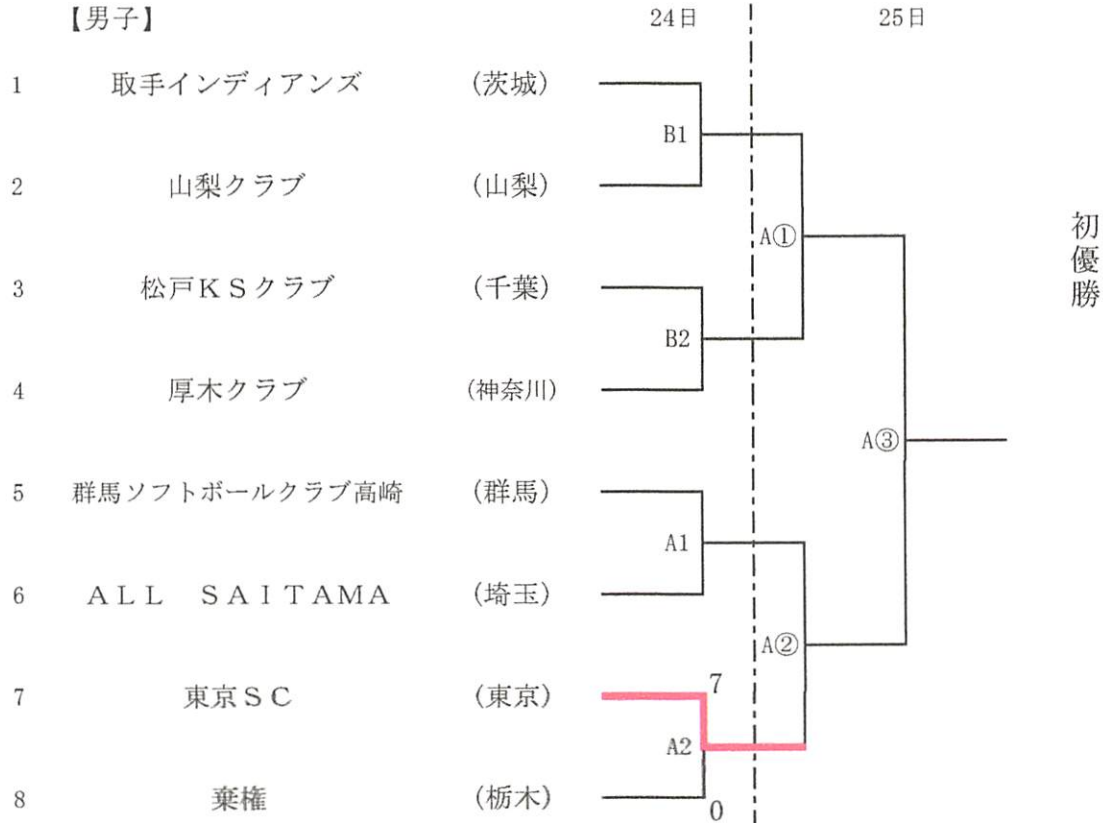 【男子】 24日 25日
1 取手インディアンズ (茨城)
B1
2 山梨クラブ (山梨)
A①
3 松戸KSクラブ (千葉)
B2
4 厚木クラブ (神奈川)
初優勝
A③
5 群馬ソフトボールクラブ高崎 (群馬)
A1
6 ALL SAITAMA (埼玉)
A②
7 東京SC (東京) 7
A2
8 棄権 (栃木) 0